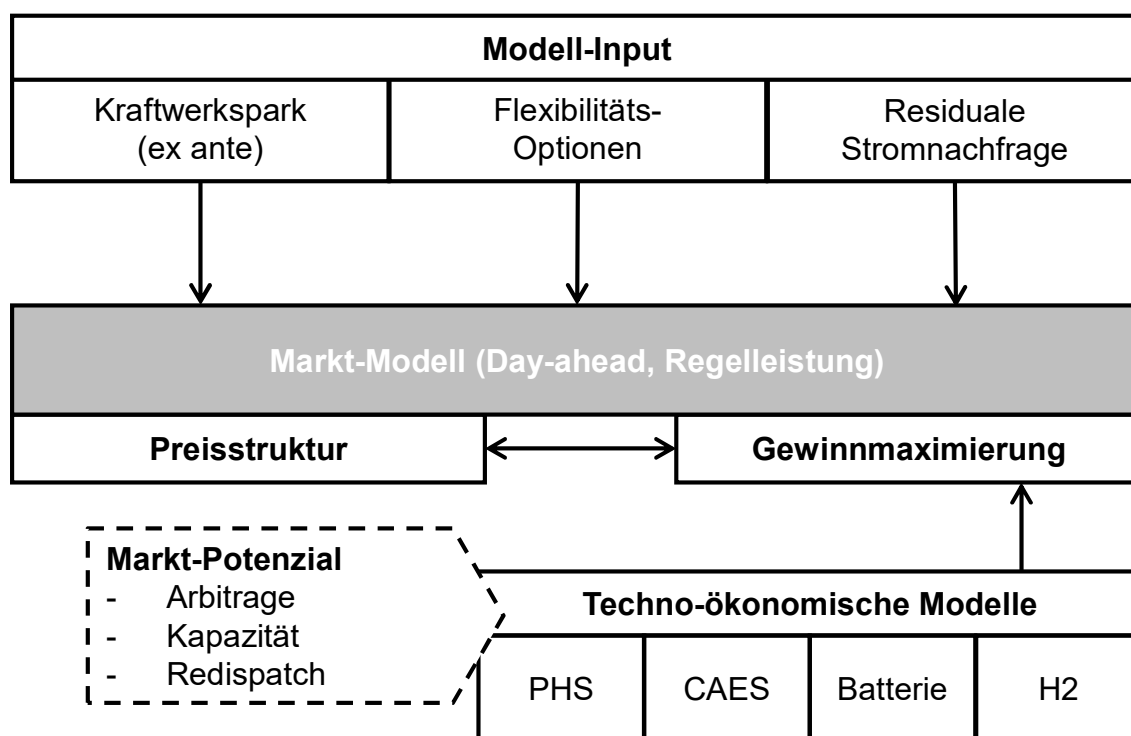 Modell-Input
Kraftwerkspark
(ex ante)
Flexibilitäts-
Optionen
Residuale
Stromnachfrage
Markt-Modell (Day-ahead, Regelleistung)
Preisstruktur
Gewinnmaximierung
Markt-Potenzial
- Arbitrage
- Kapazität
- Redispatch
Techno-ökonomische Modelle
PHS
CAES
Batterie
H2